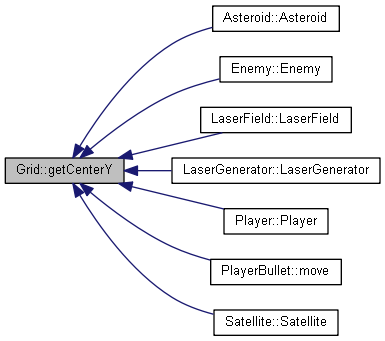 Asteroid::Asteroid
Enemy::Enemy
LaserField::LaserField
Grid::getCenterY
LaserGenerator::LaserGenerator
Player::Player
PlayerBullet::move
Satellite::Satellite